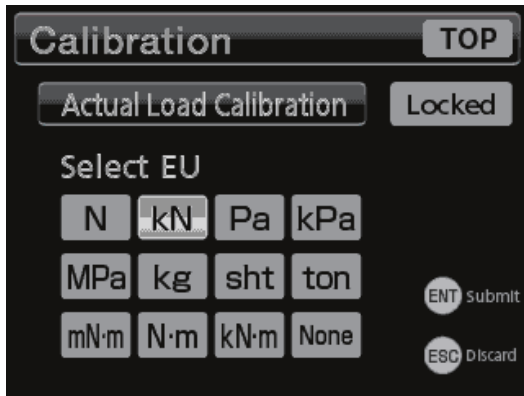 Calibration TOP
Actual Load Calibration Locked
Select EU
N kN Pa kPa
MPa kg sht ton
mN·m N·m kN·m None
ENT Submit
ESC Discard